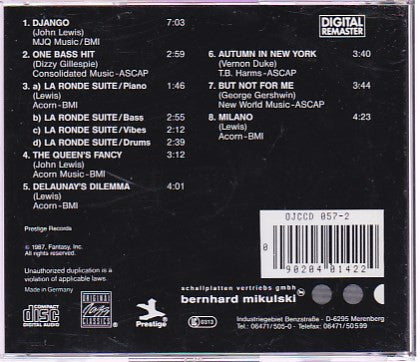 1. DJANGO 7:03
(John Lewis)
MJQ Music/BMI
2. ONE BASS HIT 2:59
(Dizzy Gillespie)
Consolidated Music-ASCAP
3. a) LA RONDE SUITE/Piano 1:46
(Lewis)
Acorn-BMI
b) LA RONDE SUITE/Bass 2:55
c) LA RONDE SUITE/Vibes 2:12
d) LA RONDE SUITE/Drums 2:39
4. THE QUEEN'S FANCY 3:12
(John Lewis)
Acorn Music-BMI
5. DELAUNAY'S DILEMMA 4:01
(Lewis)
Acorn-BMI
DIGITAL
REMASTER
6. AUTUMN IN NEW YORK 3:40
(Vernon Duke)
T.B. Harms-ASCAP
7. BUT NOT FOR ME 3:44
(George Gershwin)
New World Music-ASCAP
8. MILANO 4:23
(Lewis)
Acorn-BMI
Prestige Records
© 1987, Fantasy, Inc.
All rights reserved.
Unauthorized duplication is a
violation of applicable laws.
Made in Germany
OJCCD 057-2
0 90204 01422
COMPACT
disc
DIGITAL AUDIO
ORIGINAL
JAZZ
CLASSICS
Prestige
schallplatten vertriebs gmbh
bernhard mikulski
Industriegebiet Benzstraße - D-6295 Merenberg
Tel.: 06471/505-0 - Telefax: 06471/50599